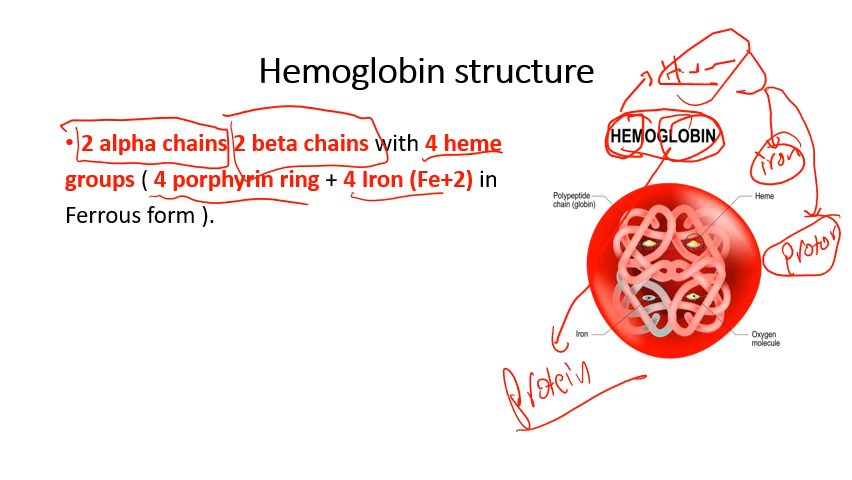 Hemoglobin structure
• 2 alpha chains 2 beta chains with 4 heme
groups ( 4 porphyrin ring + 4 Iron (Fe+2) in
Ferrous form ).
HEMOGLOBIN
iron
Polypeptide
chain (globin)
Heme
Iron
Oxygen
molecule
Protein